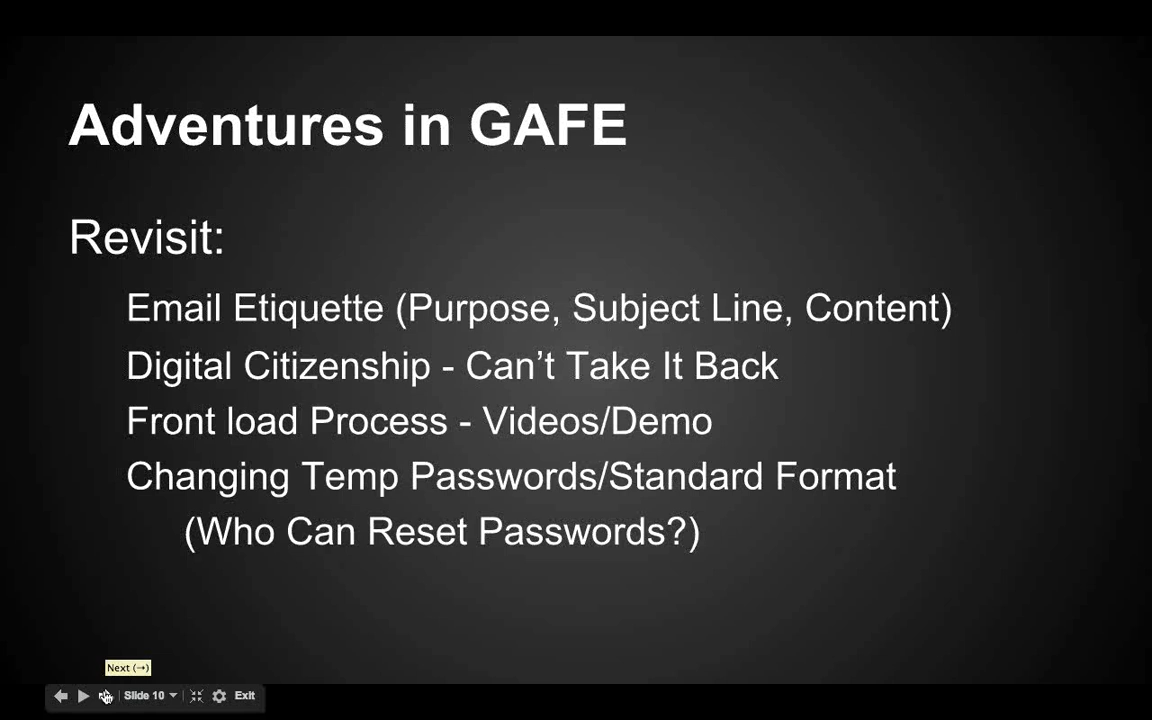 Adventures in GAFE
Revisit:
Email Etiquette (Purpose, Subject Line, Content)
Digital Citizenship - Can’t Take It Back
Front load Process - Videos/Demo
Changing Temp Passwords/Standard Format
(Who Can Reset Passwords?)
Next (→)
Slide 10 Exit